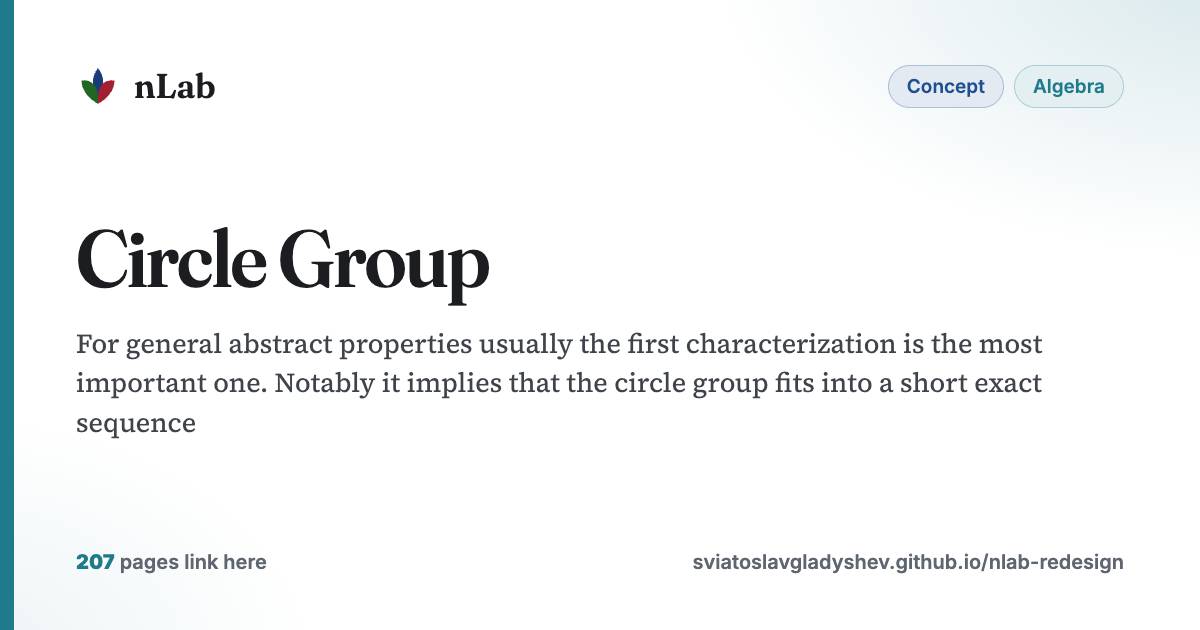 nLab
Concept
Algebra
Circle Group
For general abstract properties usually the first characterization is the most
important one. Notably it implies that the circle group fits into a short exact
sequence
207 pages link here
sviatoslavgladyshev.github.io/nlab-redesign